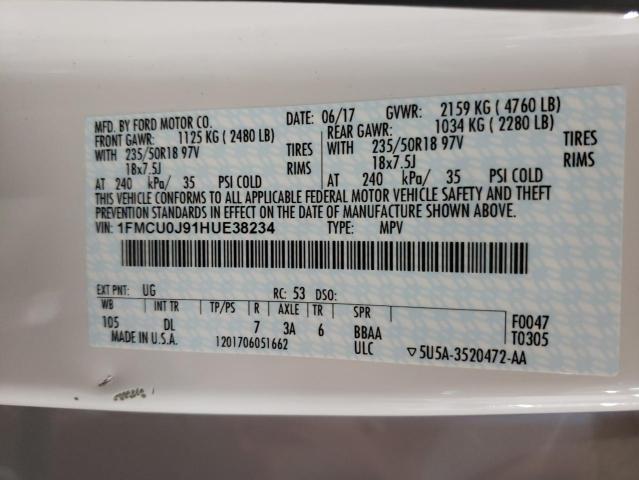 MFD. BY FORD MOTOR CO. DATE: 06/17 GVWR: 2159 KG ( 4760 LB)
FRONT GAWR: 1125 KG ( 2480 LB) REAR GAWR: 1034 KG ( 2280 LB)
WITH 235/50R18 97V TIRES WITH 235/50R18 97V TIRES
18x7.5J RIMS 18x7.5J RIMS
AT 240 kPa/ 35 PSI COLD AT 240 kPa/ 35 PSI COLD
THIS VEHICLE CONFORMS TO ALL APPLICABLE FEDERAL MOTOR VEHICLE SAFETY AND THEFT
PREVENTION STANDARDS IN EFFECT ON THE DATE OF MANUFACTURE SHOWN ABOVE.
VIN: 1FMCU0J91HUE38234 TYPE: MPV
EXT PNT: UG RC: 53 DSO:
WB INT TR TP/PS R AXLE TR SPR F0047
105 DL 7 3A 6 BBAA T0305
MADE IN U.S.A. 1201706051662 ULC ▽5U5A-3520472-AA